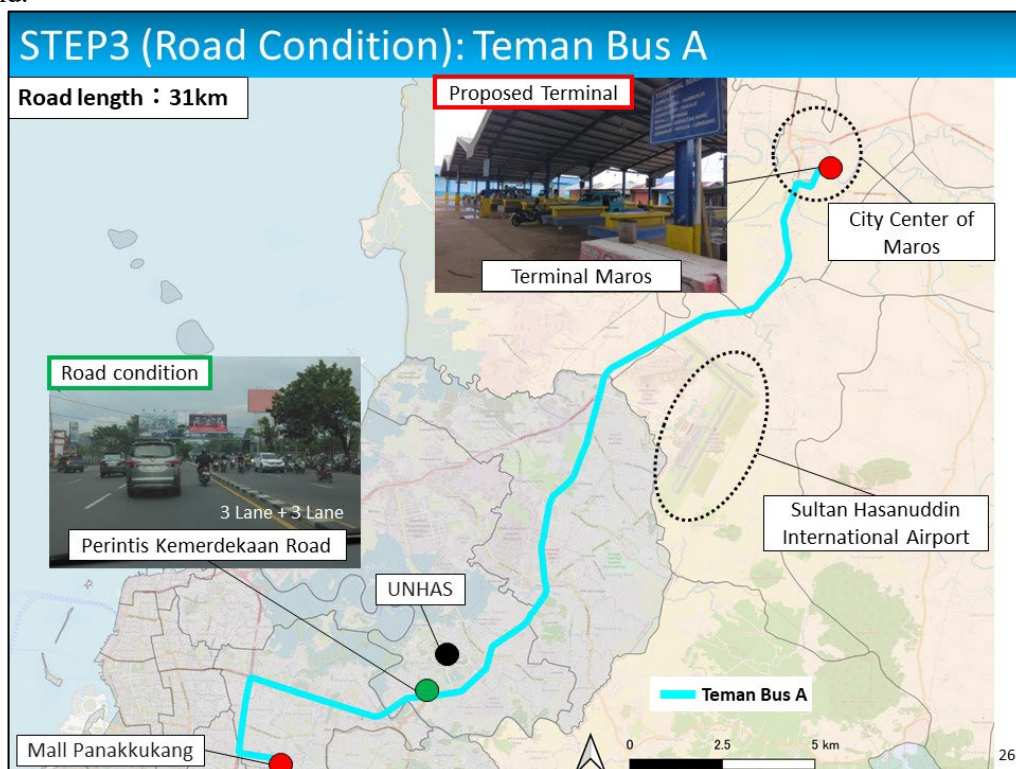 nd.
STEP3 (Road Condition): Teman Bus A
Road length：31km
Proposed Terminal
Terminal Maros
City Center of
Maros
Road condition
3 Lane + 3 Lane
Perintis Kemerdekaan Road
Sultan Hasanuddin
International Airport
UNHAS
Teman Bus A
Mall Panakkukang
0 2.5 5 km
26